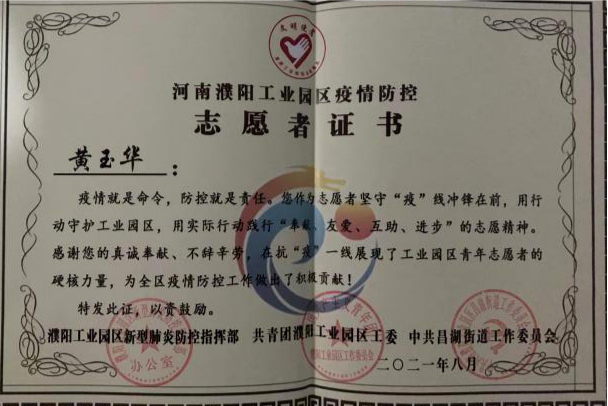 文明使者
河南濮阳工业园区疫情防控
志愿者证书
黄玉华：
疫情就是命令，防控就是责任。您作为志愿者坚守“疫”线冲锋在前，用行
动守护工业园区，用实际行动践行“奉献、友爱、互助、进步”的志愿精神。
感谢您的真诚奉献、不辞辛劳，在抗“疫”一线展现了工业园区青年志愿者的
硬核力量，为全区疫情防控工作做出了积极贡献！
特发此证，以资鼓励。
濮阳工业园区新型肺炎防控指挥部 共青团濮阳工业园区工委 中共昌湖街道工作委员会
办公室
二〇二一年八月